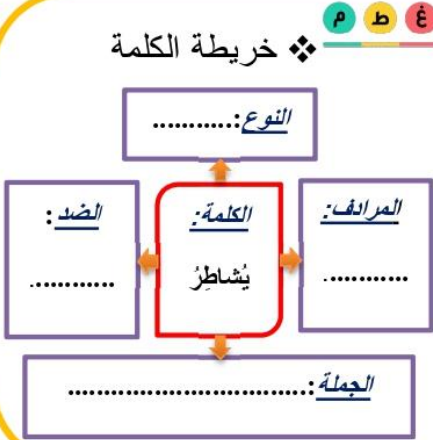 غ ط م
❖ خريطة الكلمة
النوع:...........
المرادف:
............
الكلمة:
يُشاطِرُ
الضد:
............
الجملة:.................................